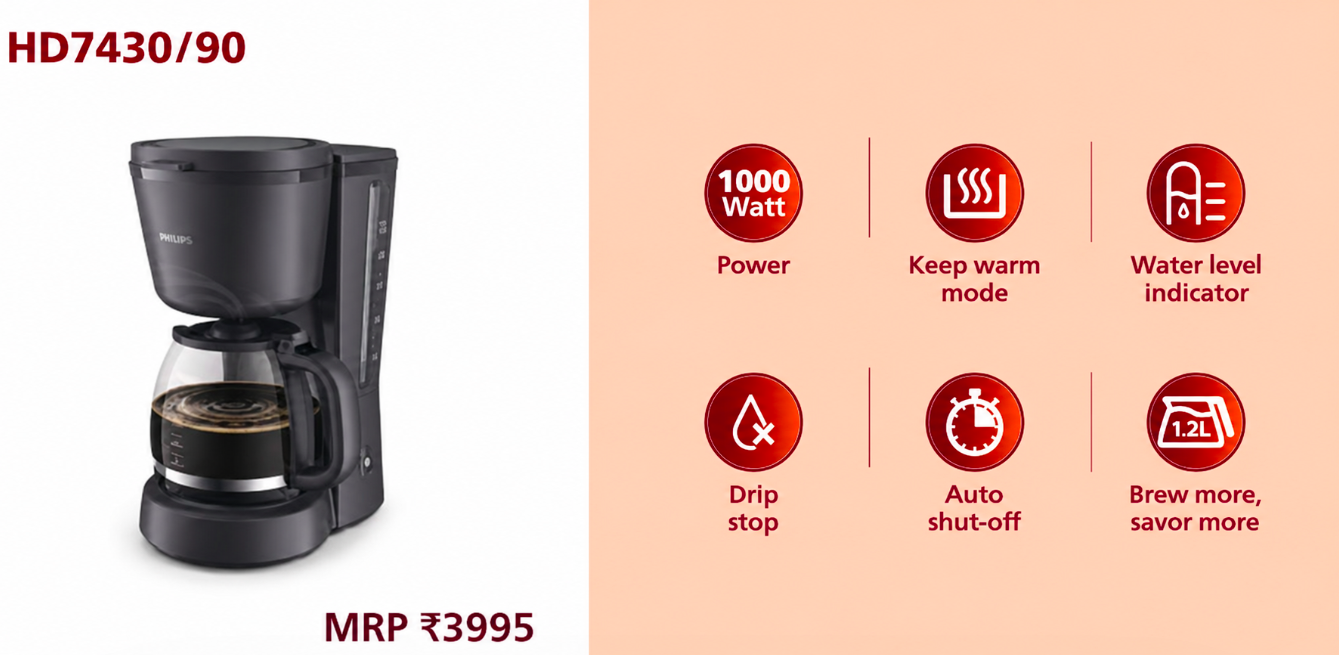 HD7430/90
PHILIPS
MRP ₹3995
1000
Watt
Power
Keep warm
mode
Water level
indicator
Drip
stop
Auto
shut-off
1.2L
Brew more,
savor more